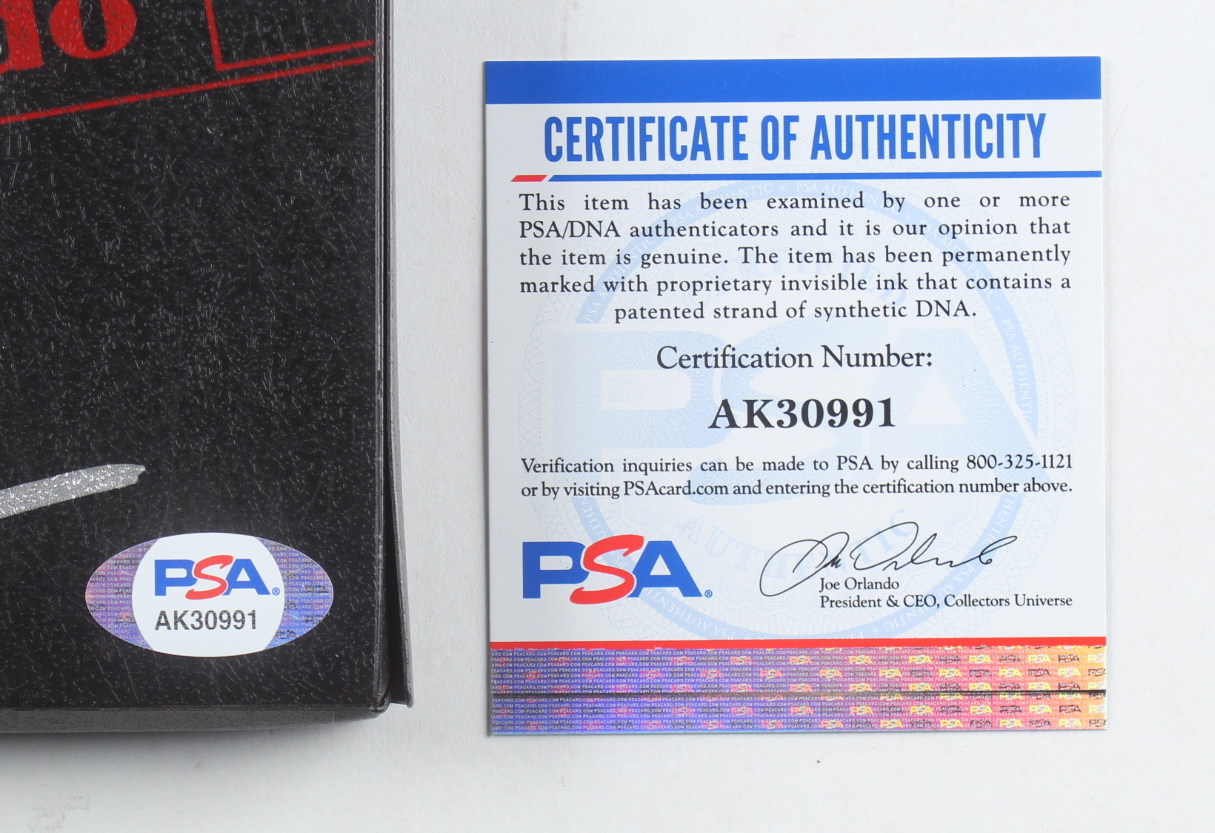 CERTIFICATE OF AUTHENTICITY
This item has been examined by one or more
PSA/DNA authenticators and it is our opinion that
the item is genuine. The item has been permanently
marked with proprietary invisible ink that contains a
patented strand of synthetic DNA.
Certification Number:
AK30991
Verification inquiries can be made to PSA by calling 800-325-1121
or by visiting PSAcard.com and entering the certification number above.
PSA®
Joe Orlando
President & CEO, Collectors Universe
PSA®
AK30991